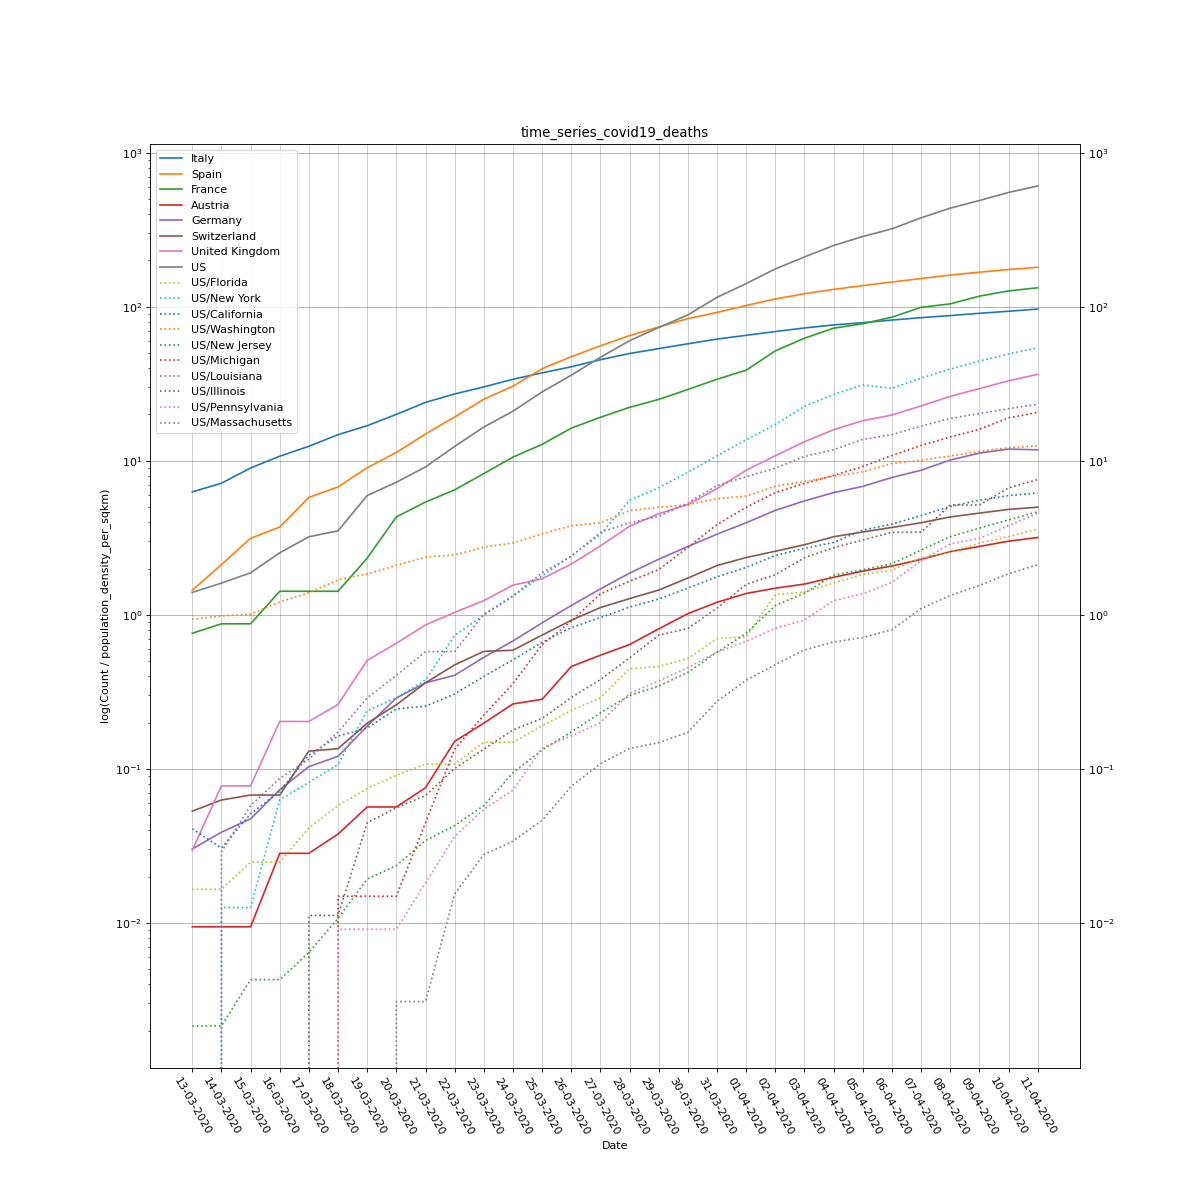 time_series_covid19_deaths
10³
10²
10¹
10⁰
10⁻¹
10⁻²
log(Count / population_density_per_sqkm)
Italy
Spain
France
Austria
Germany
Switzerland
United Kingdom
US
US/Florida
US/New York
US/California
US/Washington
US/New Jersey
US/Michigan
US/Louisiana
US/Illinois
US/Pennsylvania
US/Massachusetts
10³
10²
10¹
10⁰
10⁻¹
10⁻²
13-03-2020
14-03-2020
15-03-2020
16-03-2020
17-03-2020
18-03-2020
19-03-2020
20-03-2020
21-03-2020
22-03-2020
23-03-2020
24-03-2020
25-03-2020
26-03-2020
27-03-2020
28-03-2020
29-03-2020
30-03-2020
31-03-2020
01-04-2020
02-04-2020
03-04-2020
04-04-2020
05-04-2020
06-04-2020
07-04-2020
08-04-2020
09-04-2020
10-04-2020
11-04-2020
Date